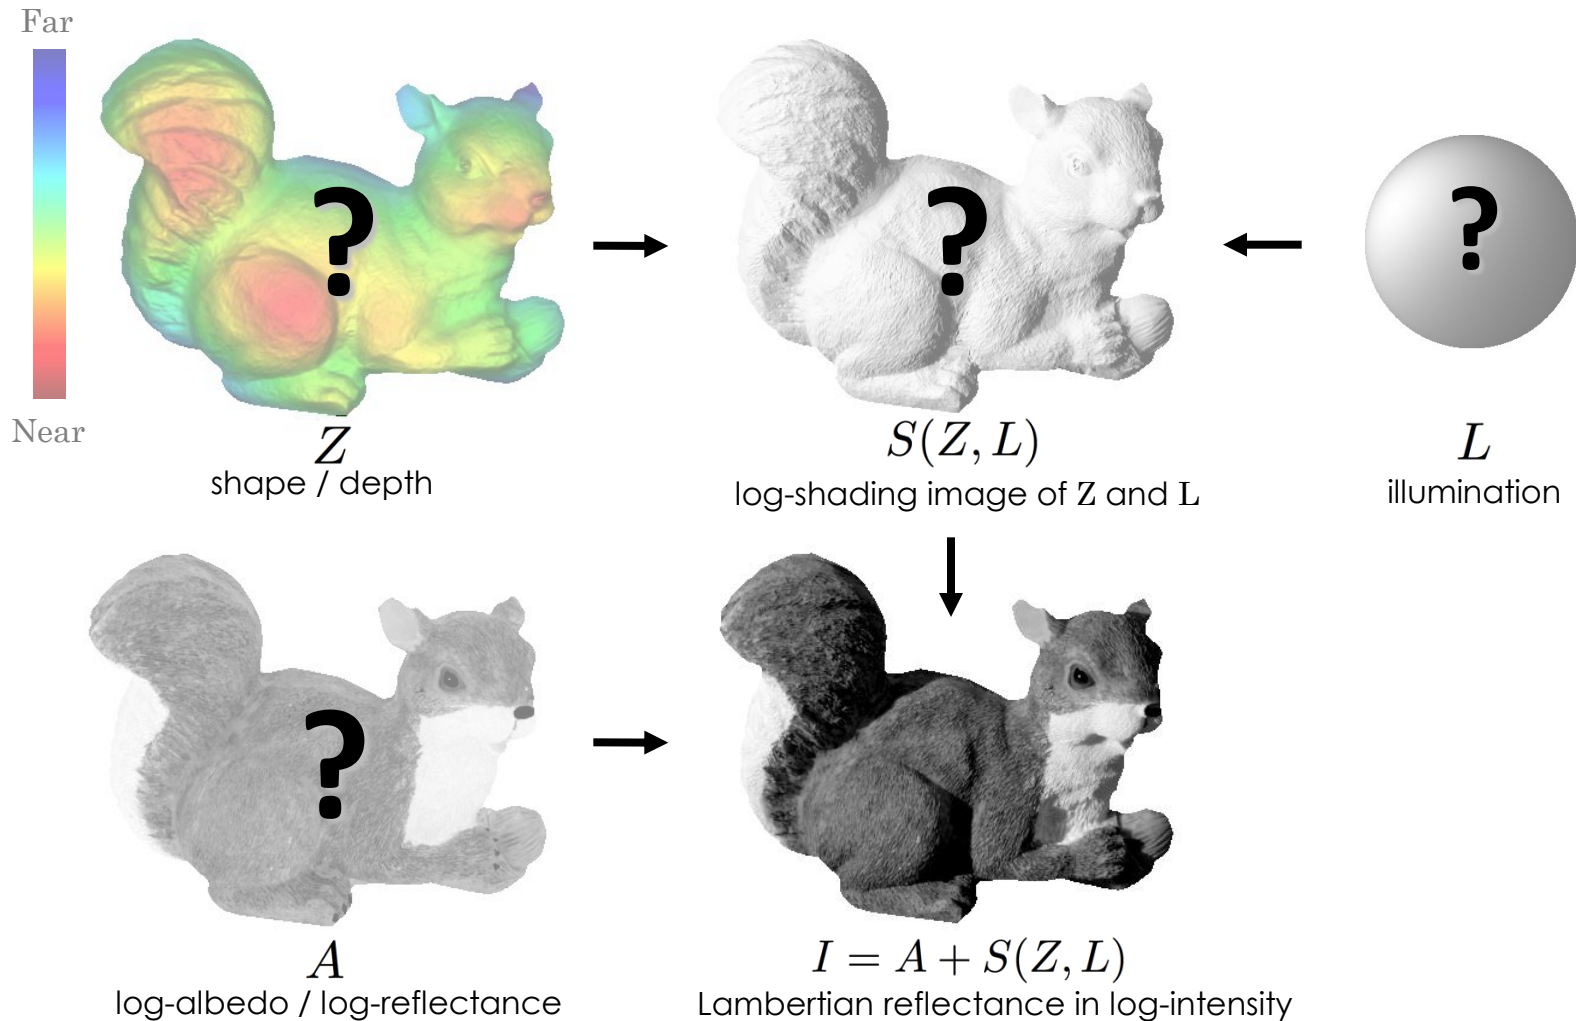 Far
Near
?
?
?
Z
shape / depth
S(Z, L)
log-shading image of Z and L
L
illumination
?
A
log-albedo / log-reflectance
I = A + S(Z, L)
Lambertian reflectance in log-intensity